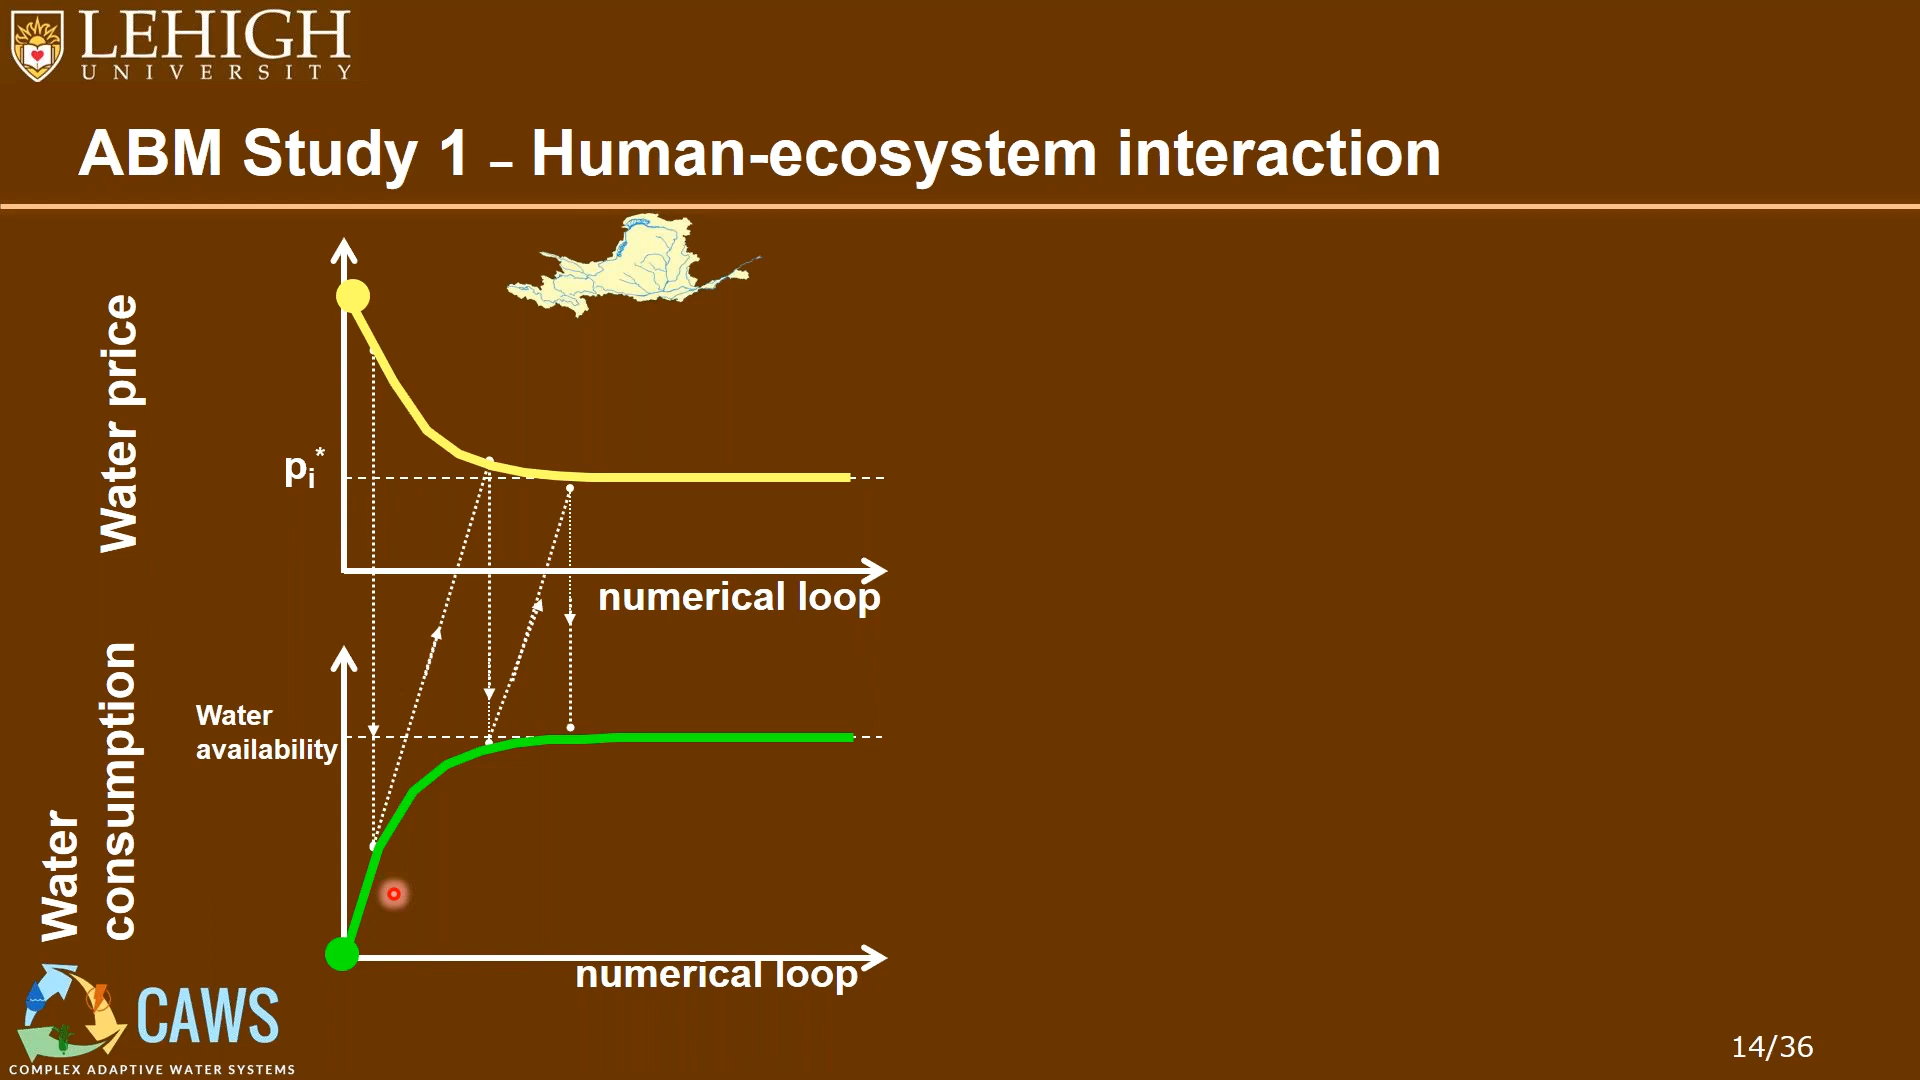 LEHIGH
UNIVERSITY
ABM Study 1 – Human-ecosystem interaction
Water price
pi*
numerical loop
Water
consumption
Water
availability
numerical loop
CAWS
COMPLEX ADAPTIVE WATER SYSTEMS
14/36